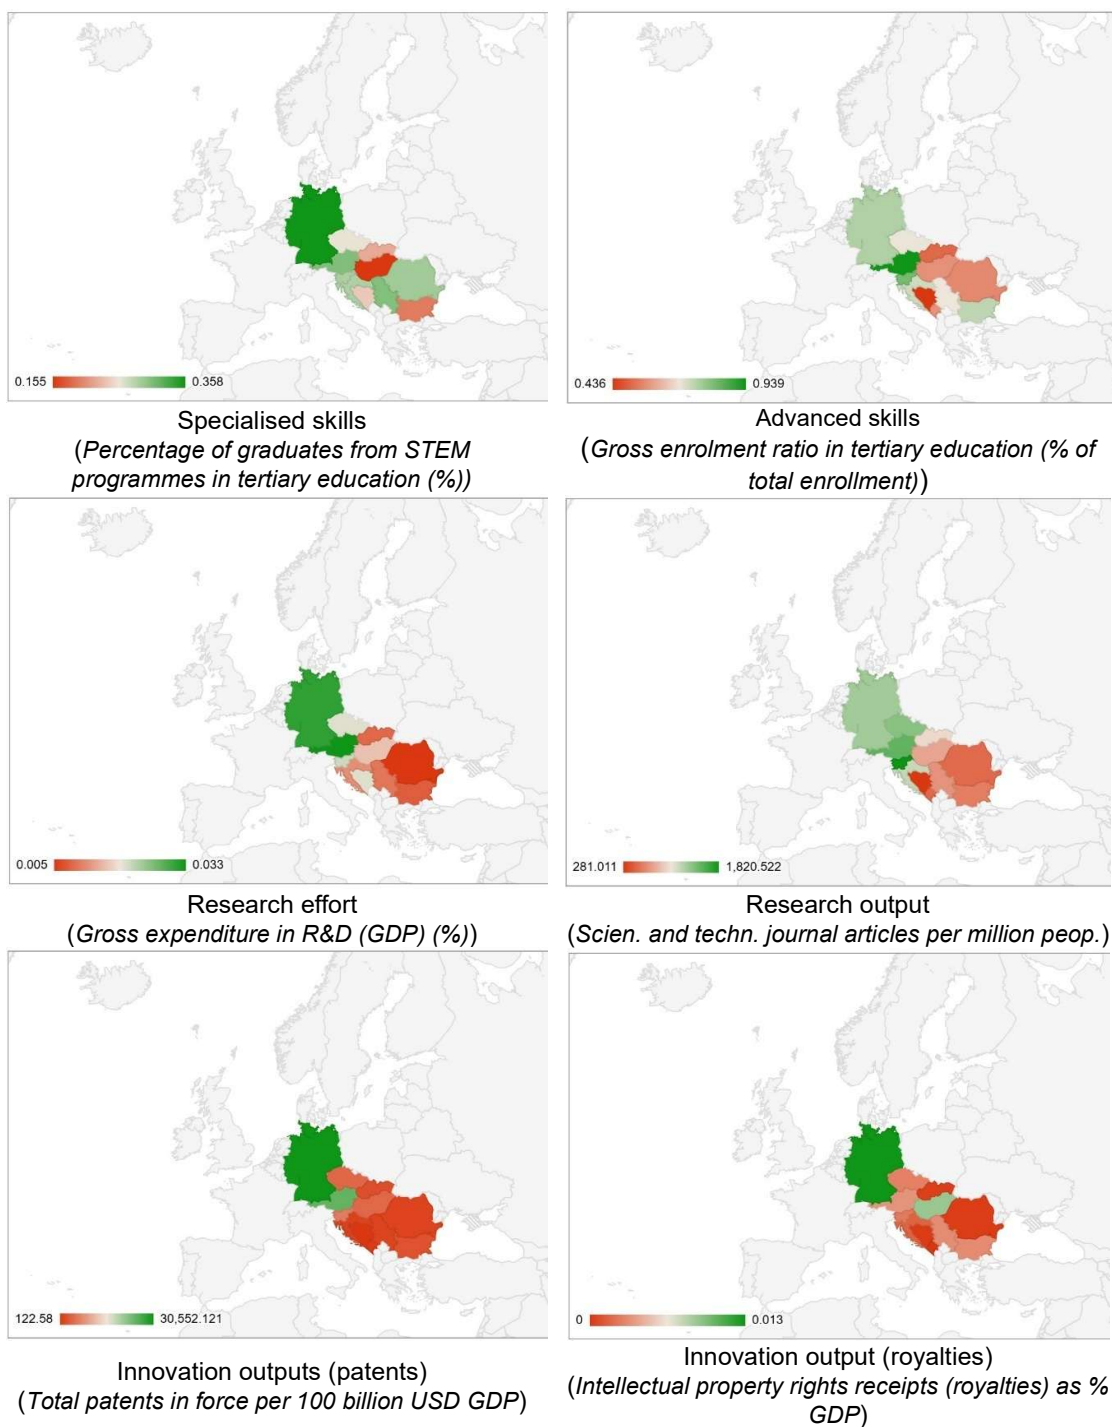 0.155 0.358
0.436 0.939
Specialised skills
(Percentage of graduates from STEM
programmes in tertiary education (%))
Advanced skills
(Gross enrolment ratio in tertiary education (% of
total enrollment))
0.005 0.033
281.011 1,820.522
Research effort
(Gross expenditure in R&D (GDP) (%))
Research output
(Scien. and techn. journal articles per million peop.)
122.58 30,552.121
0 0.013
Innovation outputs (patents)
(Total patents in force per 100 billion USD GDP)
Innovation output (royalties)
(Intellectual property rights receipts (royalties) as %
GDP)